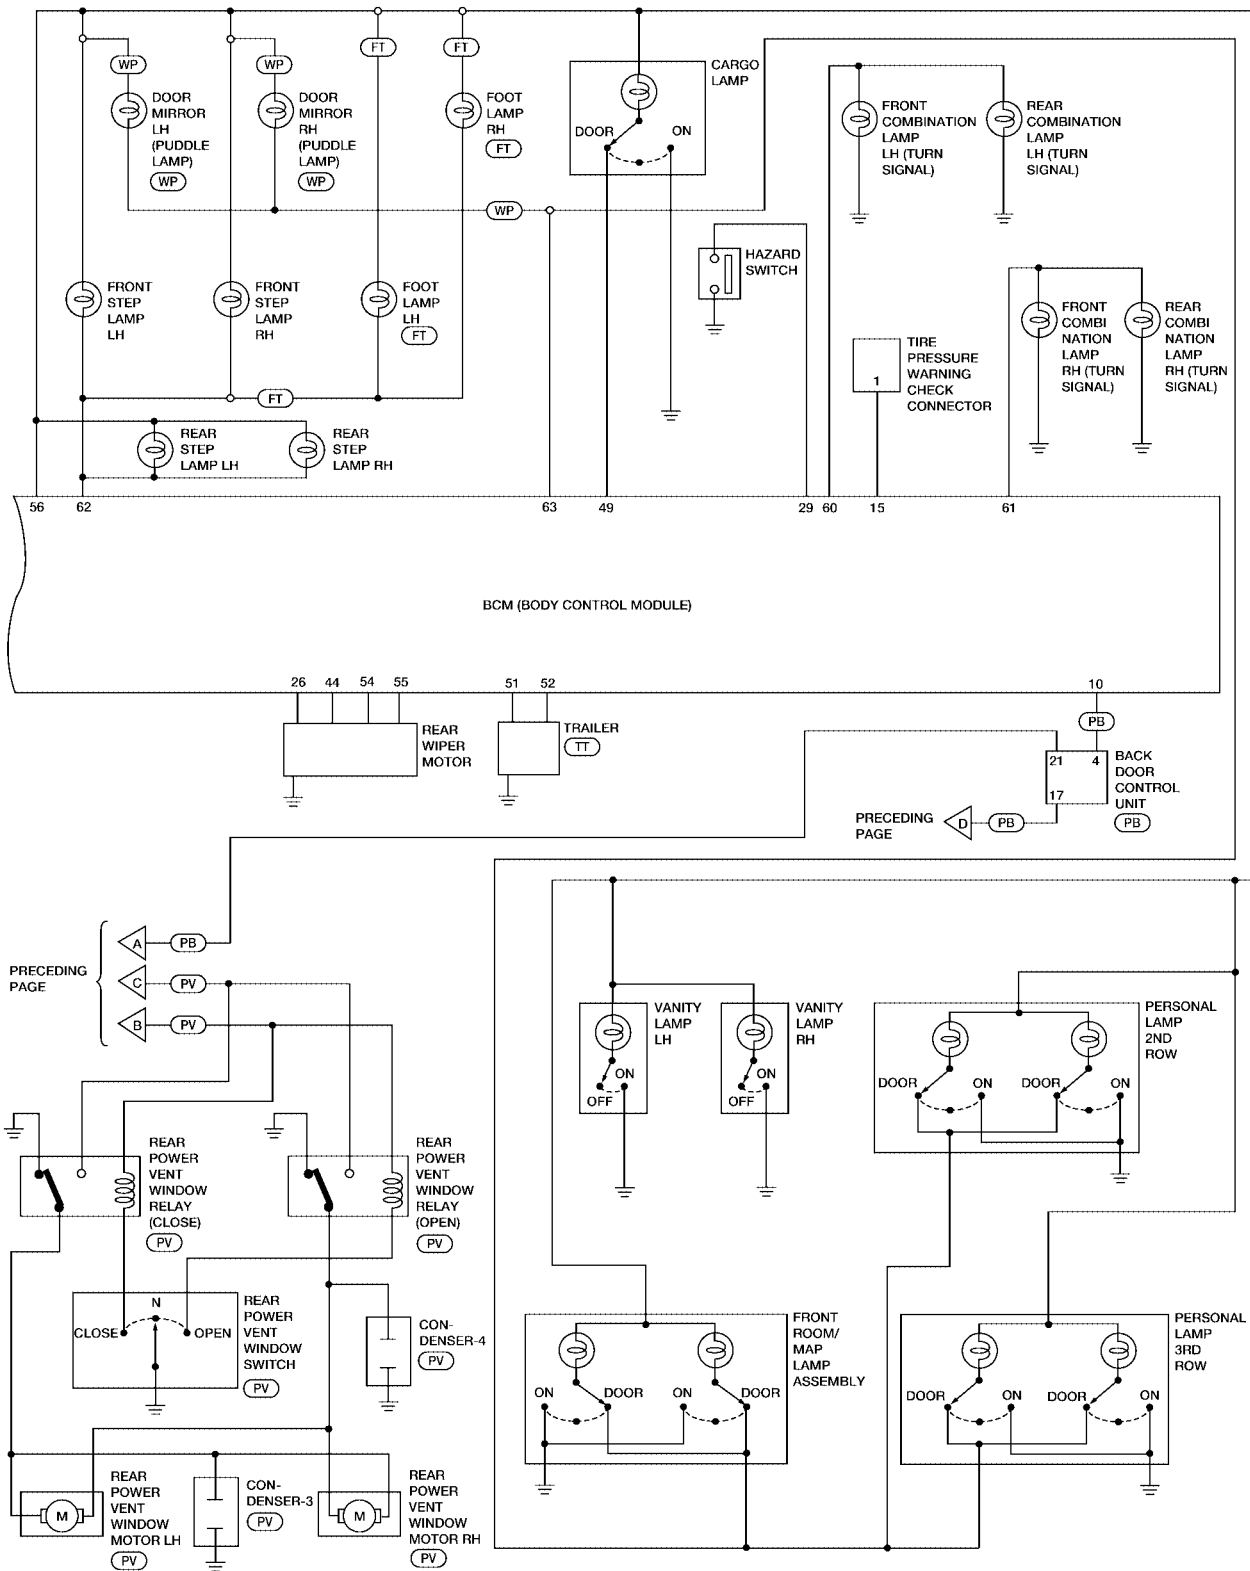 FT
FT
WP
WP
CARGO
LAMP
DOOR
MIRROR
LH
(PUDDLE
LAMP)
WP
DOOR
MIRROR
RH
(PUDDLE
LAMP)
WP
FOOT
LAMP
RH
FT
DOOR
ON
FRONT
COMBINATION
LAMP
LH (TURN
SIGNAL)
REAR
COMBINATION
LAMP
LH (TURN
SIGNAL)
WP
HAZARD
SWITCH
FRONT
STEP
LAMP
LH
FRONT
STEP
LAMP
RH
FOOT
LAMP
LH
FT
FRONT
COMBI
NATION
LAMP
RH (TURN
SIGNAL)
REAR
COMBI
NATION
LAMP
RH (TURN
SIGNAL)
TIRE
PRESSURE
WARNING
CHECK
CONNECTOR
1
FT
REAR
STEP
LAMP LH
REAR
STEP
LAMP RH
56
62
63
49
29
60
15
61
BCM (BODY CONTROL MODULE)
26
44
54
55
51
52
10
REAR
WIPER
MOTOR
TRAILER
TT
PB
21
4
17
BACK
DOOR
CONTROL
UNIT
PB
PRECEDING
PAGE
D
PB
PRECEDING
PAGE
A
PB
C
PV
B
PV
VANITY
LAMP
LH
ON
OFF
VANITY
LAMP
RH
ON
OFF
PERSONAL
LAMP
2ND
ROW
DOOR
ON
DOOR
ON
REAR
POWER
VENT
WINDOW
RELAY
(CLOSE)
PV
REAR
POWER
VENT
WINDOW
RELAY
(OPEN)
PV
N
CLOSE
OPEN
REAR
POWER
VENT
WINDOW
SWITCH
PV
CON-
DENSER-4
PV
FRONT
ROOM/
MAP
LAMP
ASSEMBLY
ON
DOOR
ON
DOOR
PERSONAL
LAMP
3RD
ROW
DOOR
ON
DOOR
ON
M
REAR
POWER
VENT
WINDOW
MOTOR LH
PV
CON-
DENSER-3
PV
M
REAR
POWER
VENT
WINDOW
MOTOR RH
PV